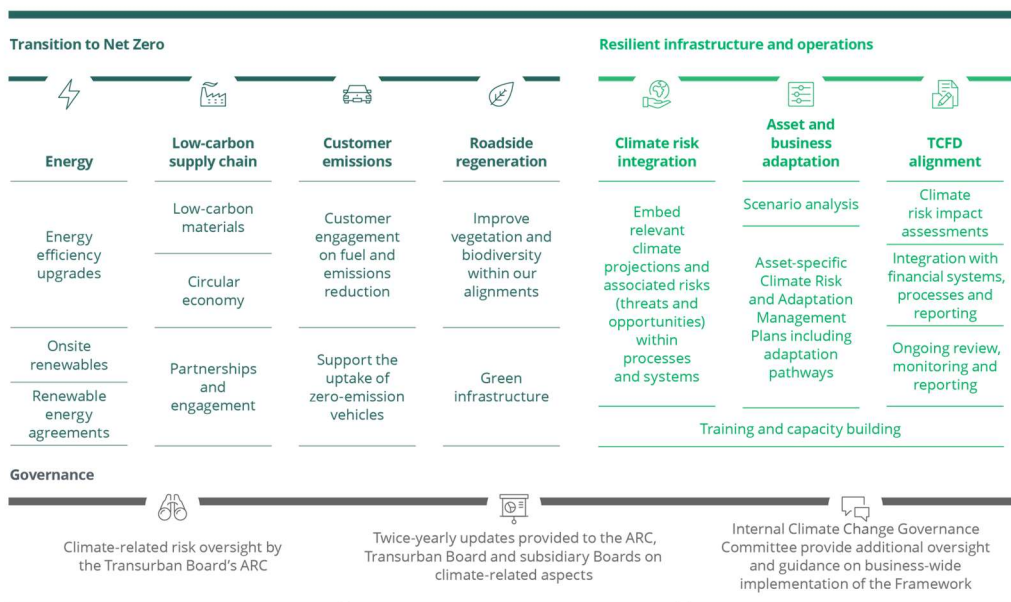 Transition to Net Zero
Energy
Energy
efficiency
upgrades
Onsite
renewables
Renewable
energy
agreements
Low-carbon
supply chain
Low-carbon
materials
Circular
economy
Partnerships
and
engagement
Customer
emissions
Customer
engagement
on fuel and
emissions
reduction
Support the
uptake of
zero-emission
vehicles
Roadside
regeneration
Improve
vegetation and
biodiversity
within our
alignments
Green
infrastructure
Resilient infrastructure and operations
Climate risk
integration
Embed
relevant
climate
projections and
associated risks
(threats and
opportunities)
within
processes
and systems
Asset and
business
adaptation
Scenario analysis
Asset-specific
Climate Risk
and Adaptation
Management
Plans including
adaptation
pathways
TCFD
alignment
Climate
risk impact
assessments
Integration with
financial systems,
processes and
reporting
Ongoing review,
monitoring and
reporting
Training and capacity building
Governance
Climate-related risk oversight by
the Transurban Board's ARC
Twice-yearly updates provided to the ARC,
Transurban Board and subsidiary Boards on
climate-related aspects
Internal Climate Change Governance
Committee provide additional oversight
and guidance on business-wide
implementation of the Framework